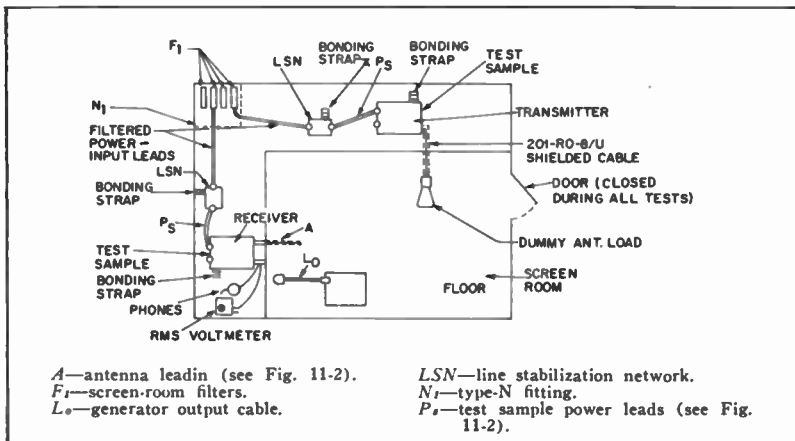 F1
LSN
BONDING
STRAP
PS
BONDING
STRAP
TEST
SAMPLE
TRANSMITTER
N1
FILTERED
POWER-
INPUT LEADS
201-RO-8/U
SHIELDED CABLE
LSN
BONDING
STRAP
DOOR (CLOSED
DURING ALL TESTS)
PS
RECEIVER
A
DUMMY ANT. LOAD
TEST
SAMPLE
BONDING
STRAP
LO
SCREEN
ROOM
FLOOR
PHONES
RMS VOLTMETER
A—antenna leadin (see Fig. 11-2).
F1—screen-room filters.
Lo—generator output cable.
LSN—line stabilization network.
N1—type-N fitting.
Ps—test sample power leads (see Fig.
11-2).